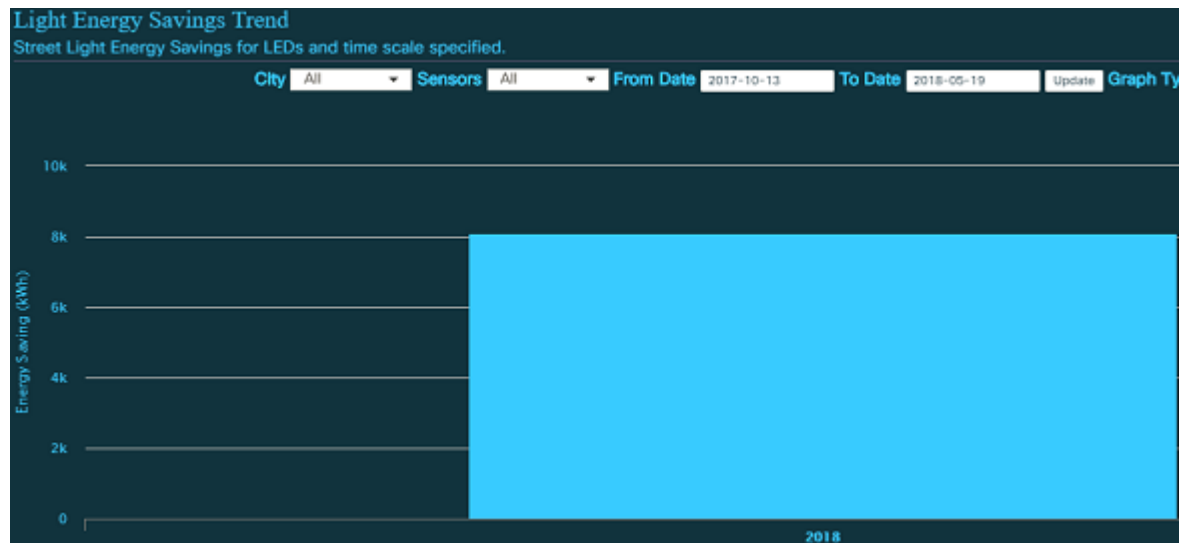 Light Energy Savings Trend
Street Light Energy Savings for LEDs and time scale specified.
City All Sensors All From Date 2017-10-13 To Date 2018-05-19 Update Graph Ty
10k
8k
6k
4k
2k
0
Energy Saving (kWh)
2018